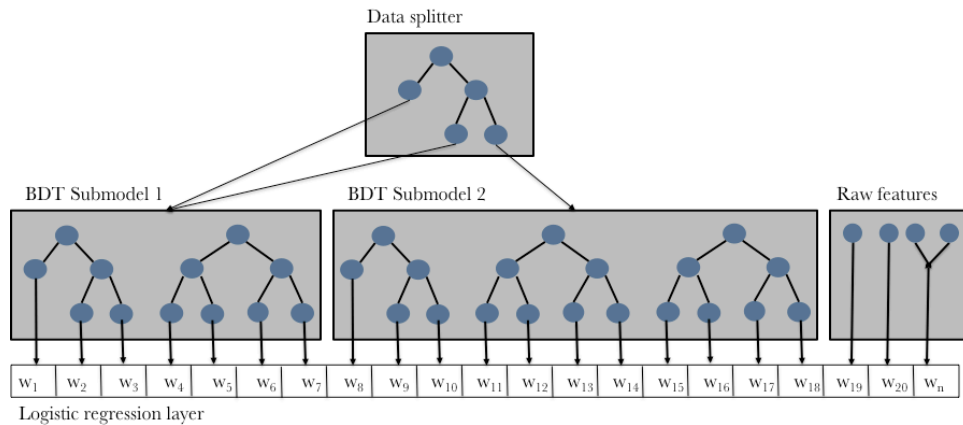 Data splitter
BDT Submodel 1
BDT Submodel 2
Raw features
w1 w2 w3 w4 w5 w6 w7 w8 w9 w10 w11 w12 w13 w14 w15 w16 w17 w18 w19 w20 wn
Logistic regression layer